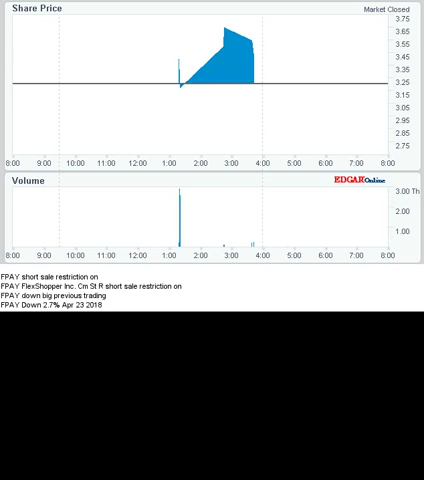 Share Price
Market Closed
3.75
3.65
3.55
3.45
3.35
3.25
3.15
3.05
2.95
2.85
2.75
8:00 9:00 10:00 11:00 12:00 1:00 2:00 3:00 4:00 5:00 6:00 7:00 8:00
Volume
EDGAROnline
3.00 Th
2.00
1.00
8:00 9:00 10:00 11:00 12:00 1:00 2:00 3:00 4:00 5:00 6:00 7:00 8:00
FPAY short sale restriction on
FPAY FlexShopper Inc. Cm St R short sale restriction on
FPAY down big previous trading
FPAY Down 2.7% Apr 23 2018